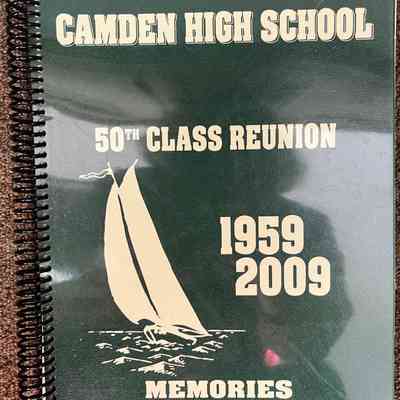 CAMDEN HIGH SCHOOL
50TH CLASS REUNION
1959
2009
MEMORIES